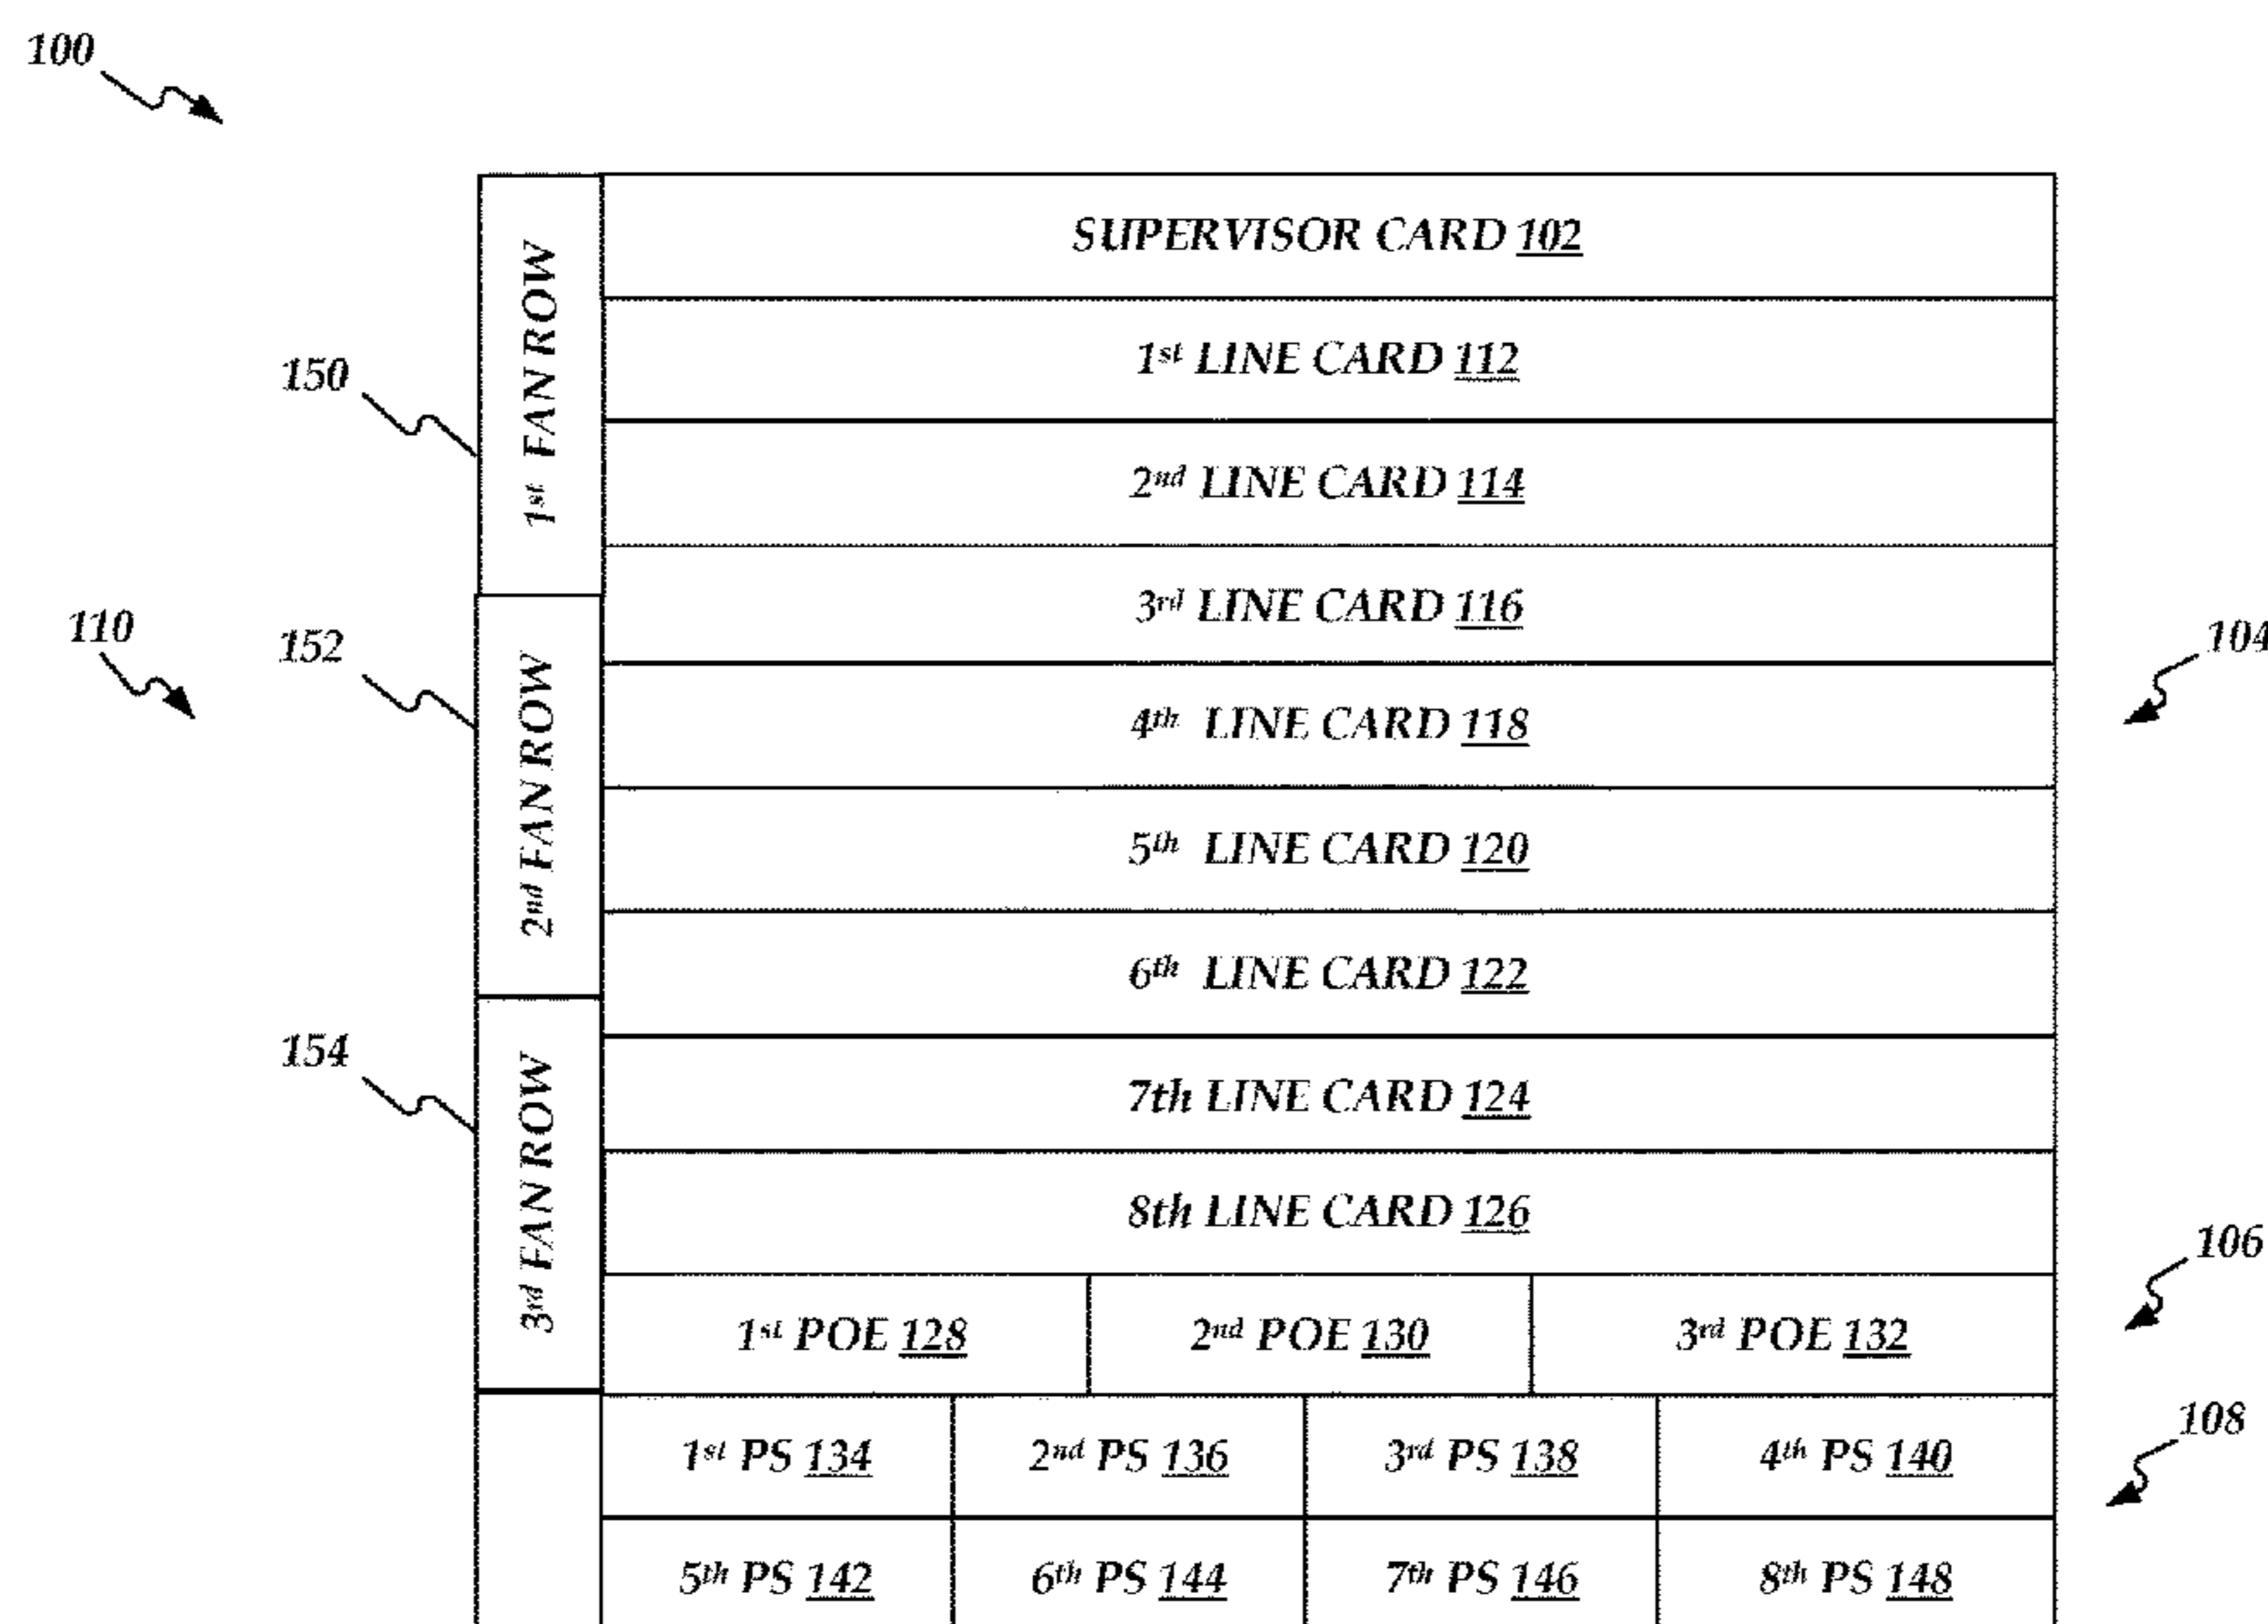 100
SUPERVISOR CARD 102
1st FAN ROW
1st LINE CARD 112
150
2nd LINE CARD 114
3rd LINE CARD 116
110
152
104
2nd FAN ROW
4th LINE CARD 118
5th LINE CARD 120
6th LINE CARD 122
154
3rd FAN ROW
7th LINE CARD 124
8th LINE CARD 126
106
1st POE 128
2nd POE 130
3rd POE 132
108
1st PS 134
2nd PS 136
3rd PS 138
4th PS 140
5th PS 142
6th PS 144
7th PS 146
8th PS 148